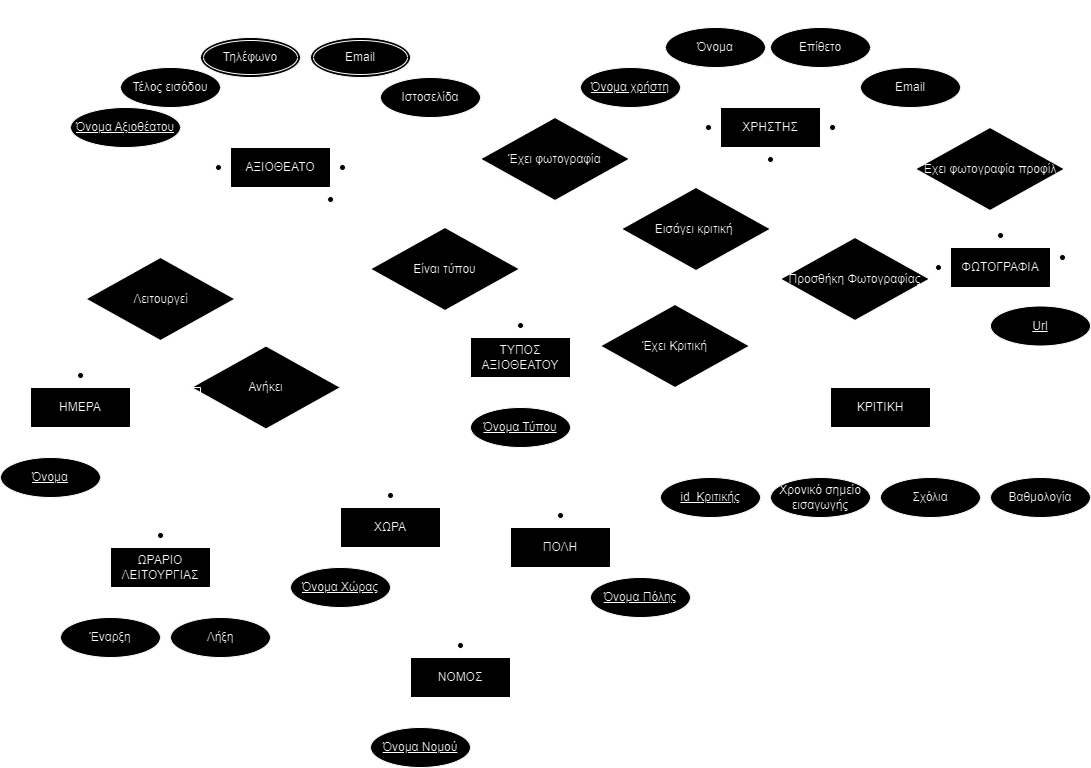 Όνομα
Επίθετο
Τηλέφωνο
Email
Τέλος εισόδου
Όνομα χρήστη
Email
Ιστοσελίδα
Όνομα Αξιοθέατου
ΧΡΗΣΤΗΣ
Έχει φωτογραφία
ΑΞΙΟΘΕΑΤΟ
Έχει φωτογραφία προφίλ
Εισάγει κριτική
Είναι τύπου
ΦΩΤΟΓΡΑΦΙΑ
Προσθήκη Φωτογραφίας
Λειτουργεί
Url
Έχει Κριτική
ΤΥΠΟΣ
ΑΞΙΟΘΕΑΤΟΥ
Ανήκει
ΗΜΕΡΑ
ΚΡΙΤΙΚΗ
Όνομα Τύπου
Όνομα
id_Κριτικής
Χρονικό σημείο
εισαγωγής
Σχόλια
Βαθμολογία
ΧΩΡΑ
ΠΟΛΗ
ΩΡΑΡΙΟ
ΛΕΙΤΟΥΡΓΙΑΣ
Όνομα Χώρας
Όνομα Πόλης
Έναρξη
Λήξη
ΝΟΜΟΣ
Όνομα Νομού